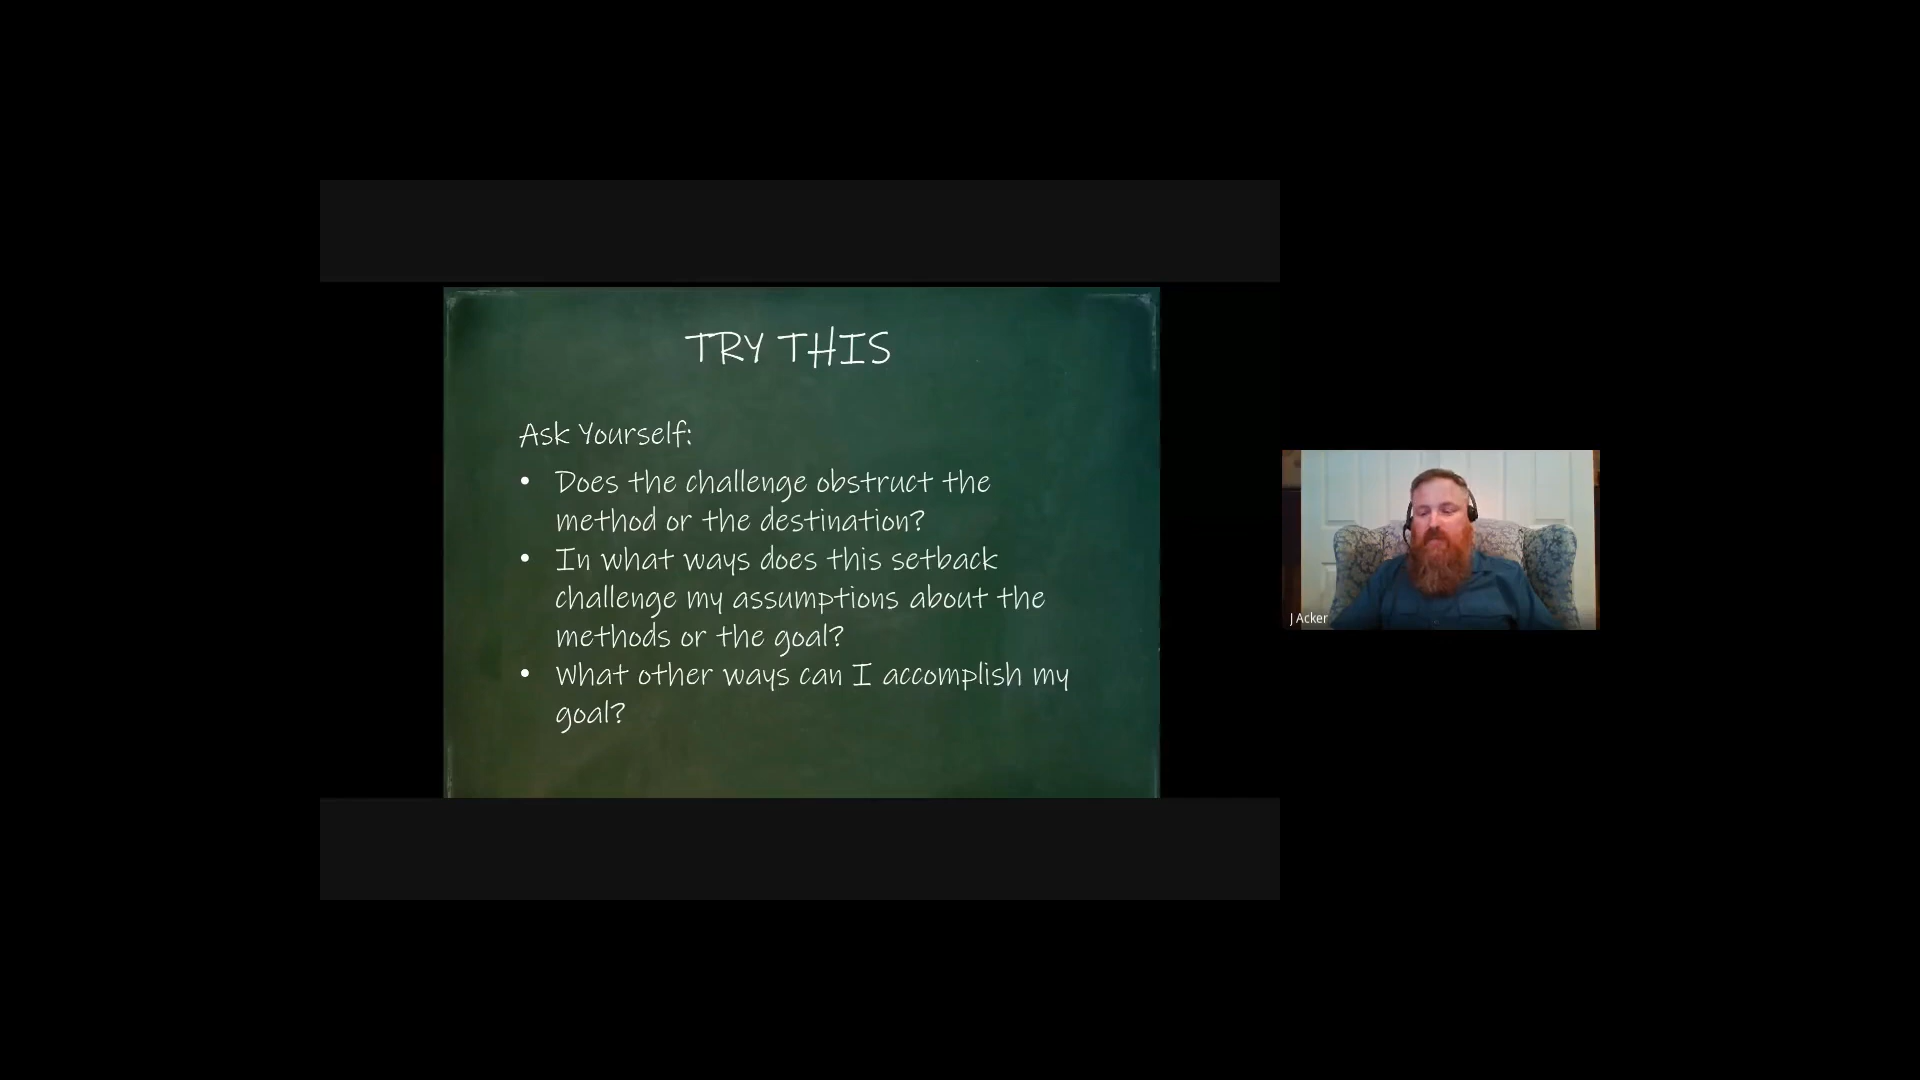 TRY THIS
Ask Yourself:
• Does the challenge obstruct the
method or the destination?
• In what ways does this setback
challenge my assumptions about the
methods or the goal?
• What other ways can I accomplish my
goal?
J Acker